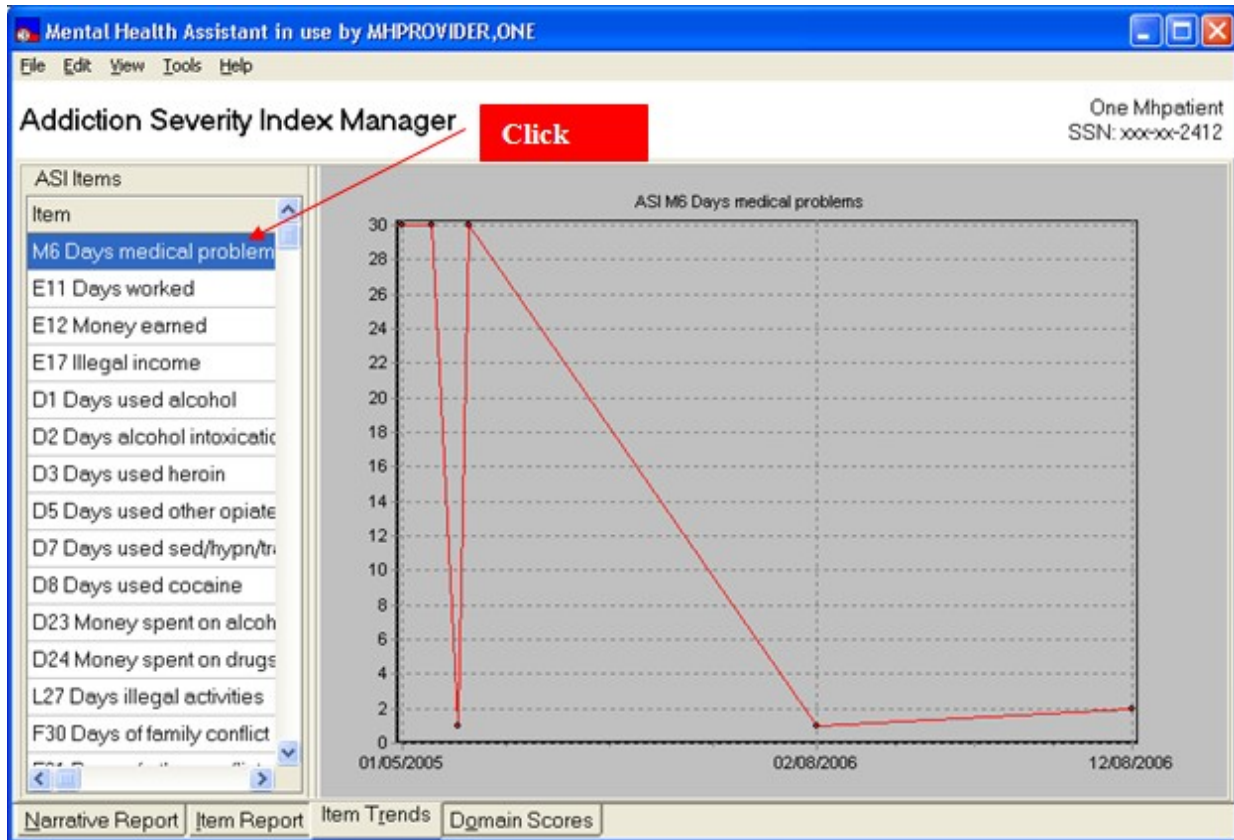 Mental Health Assistant in use by MHPROVIDER,ONE
File Edit View Tools Help
Addiction Severity Index Manager
Click
One Mhpatient
SSN: xxx-xx-2412
ASI Items
Item
M6 Days medical problem
E11 Days worked
E12 Money earned
E17 Illegal income
D1 Days used alcohol
D2 Days alcohol intoxicatio
D3 Days used heroin
D5 Days used other opiate
D7 Days used sed/hypn/tr
D8 Days used cocaine
D23 Money spent on alcoh
D24 Money spent on drugs
L27 Days illegal activities
F30 Days of family conflict
ASI M6 Days medical problems
30
28
26
24
22
20
18
16
14
12
10
8
6
4
2
0
01/05/2005 02/08/2006 12/08/2006
Narrative Report Item Report Item Trends Domain Scores